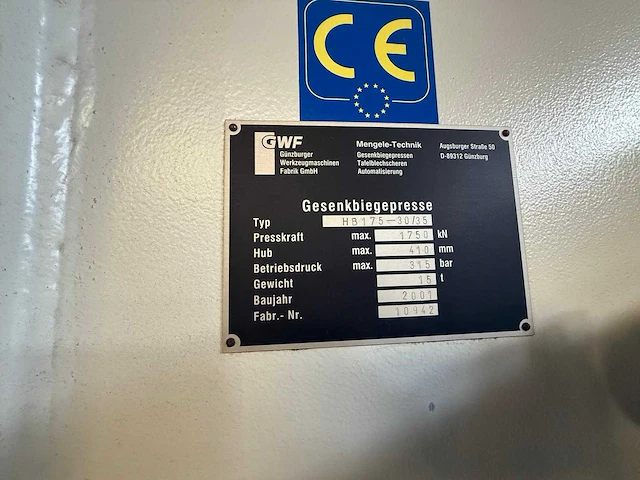 CE
GWF
Günzburger
Werkzeugmaschinen
Fabrik GmbH
Mengele-Technik
Gesenkbiegepressen
Tafelblechscheren
Automatisierung
Augsburger Straße 50
D-89312 Günzburg
Gesenkbiegepresse
Typ HB175-30/35
Presskraft max. 1750 kN
Hub max. 410 mm
Betriebsdruck max. 315 bar
Gewicht 15 t
Baujahr 2001
Fabr.- Nr. 10942